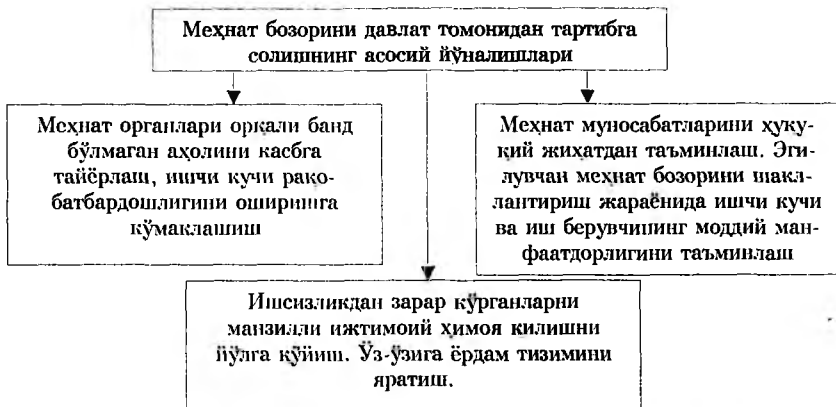 Меҳнат бозорини давлат томонидан тартибга
солишнинг асосий йўналишлари
Меҳнат органлари орқали банд
бўлмаган аҳолини касбга
тайёрлаш, ишчи кучи рақо-
батбардошлигини оширишга
кўмаклашиш
Меҳнат муносабатларини ҳуқу-
қий жиҳатдан таъминлаш. Эги-
лувчан меҳнат бозорини шакл-
лантириш жараёнида ишчи кучи
ва иш берувчининг моддий ман-
фаатдорлигини таъминлаш
Ишсизликдан зарар кўрганларни
манзилли ижтимоий ҳимоя килишни
йўлга қўйиш. Ўз-ўзига ёрдам тизимини
яратиш.